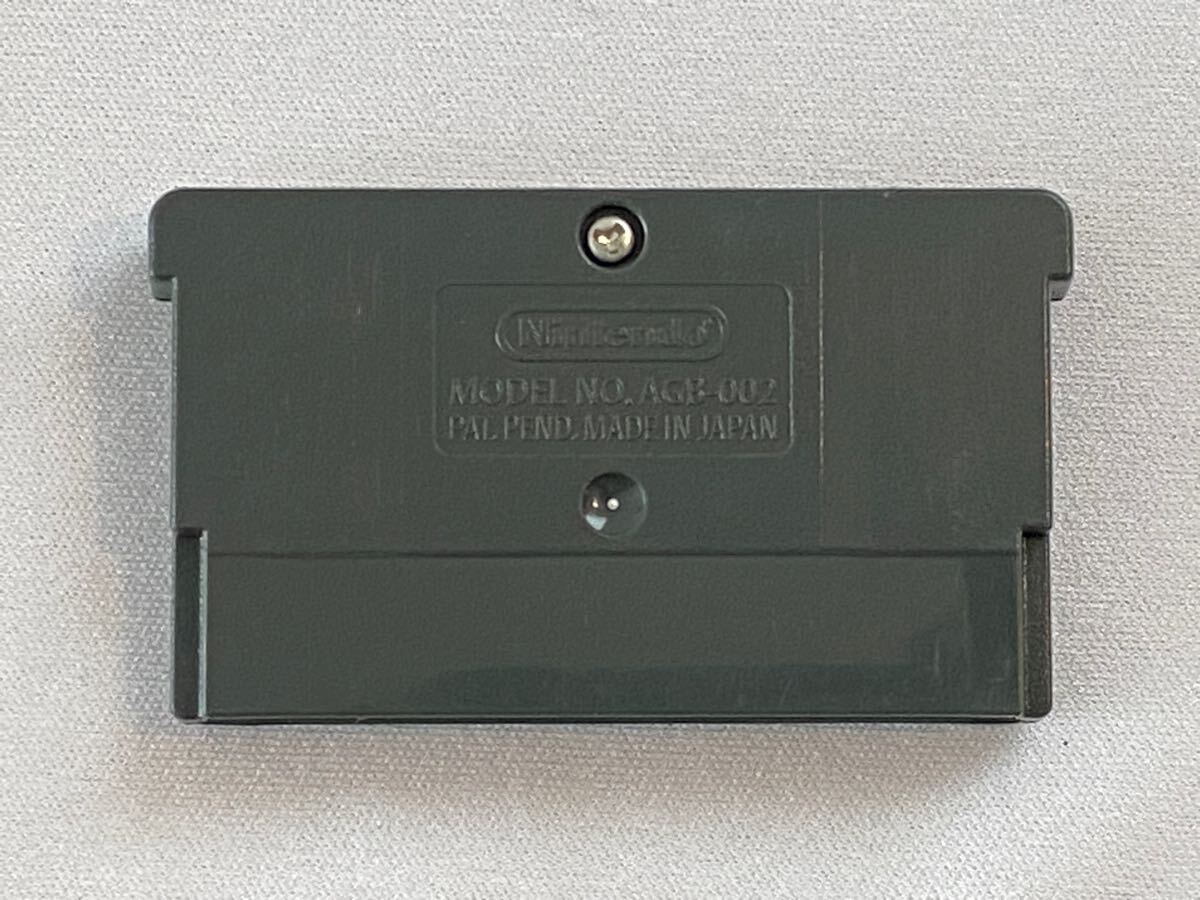 Nintendo®
MODEL NO. AGB-002
PAT. PEND. MADE IN JAPAN